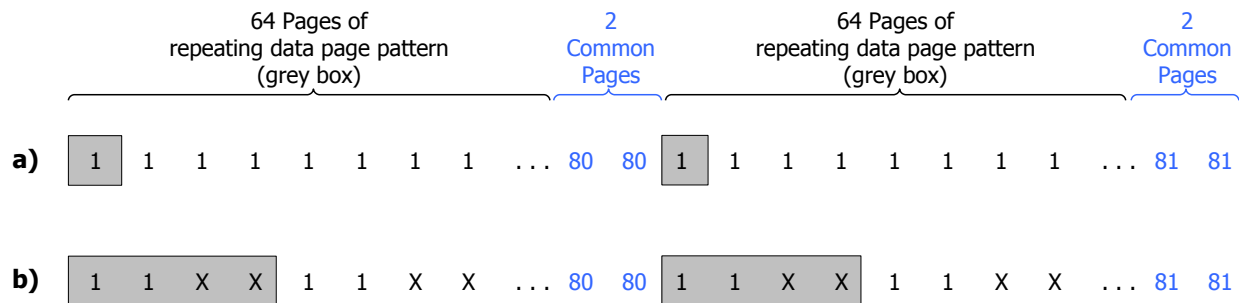 64 Pages of
repeating data page pattern
(grey box)
2
Common
Pages
64 Pages of
repeating data page pattern
(grey box)
2
Common
Pages
a) 1 1 1 1 1 1 1 1 . . . 80 80 1 1 1 1 1 1 1 1 . . . 81 81
b) 1 1 X X 1 1 X X . . . 80 80 1 1 X X 1 1 X X . . . 81 81